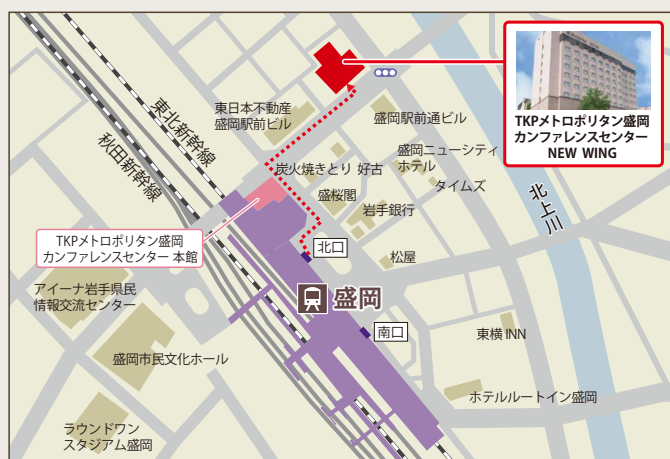 TKPメトロポリタン盛岡
カンファレンスセンター
NEW WING
東北新幹線
秋田新幹線
東日本不動産
盛岡駅前ビル
盛岡駅前通ビル
盛岡ニューシティ
ホテル
炭火焼きとり 好古
タイムズ
盛桜閣
岩手銀行
北上川
TKPメトロポリタン盛岡
カンファレンスセンター 本館
北口
松屋
アイーナ岩手県民
情報交流センター
盛岡
南口
東横 INN
盛岡市民文化ホール
ホテルルートイン盛岡
ラウンドワン
スタジアム盛岡